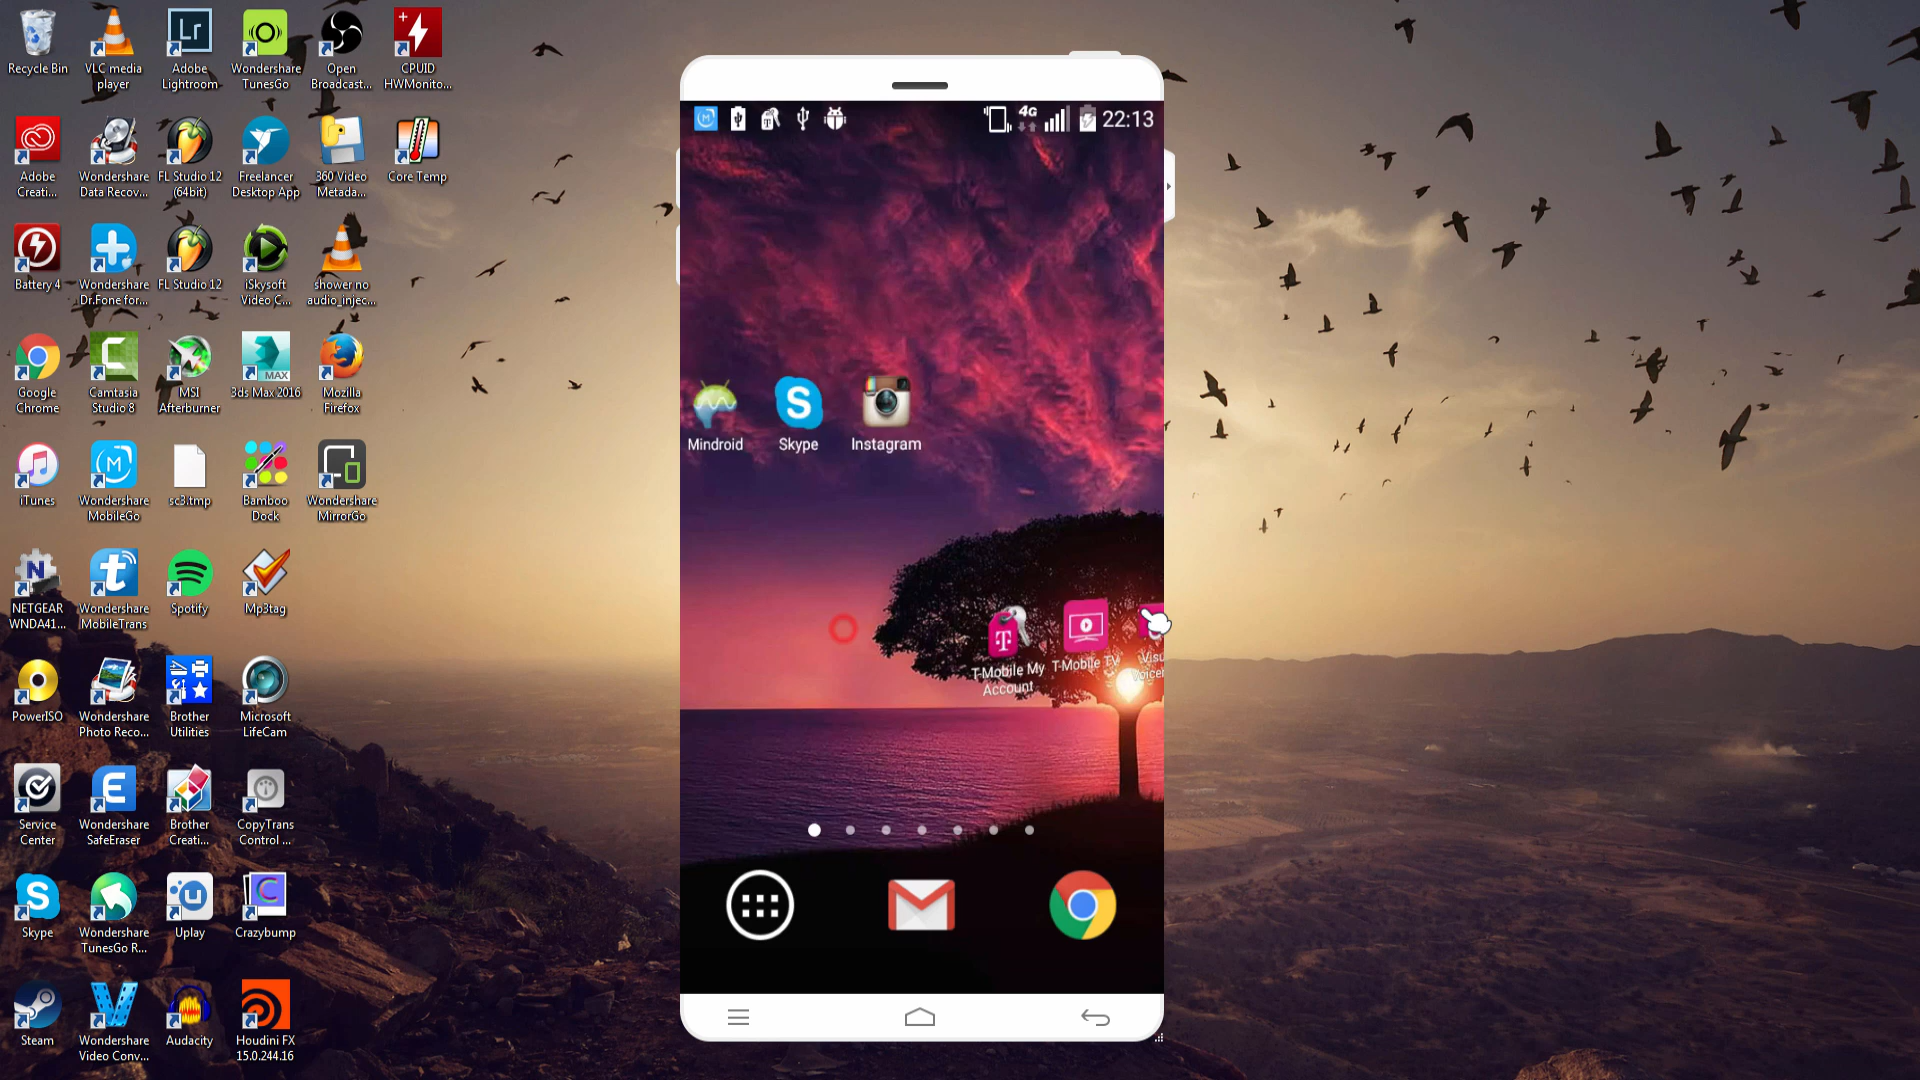 Recycle Bin
VLC media
player
Adobe
Lightroom
Wondershare
TunesGo
Open
Broadcast...
CPUID
HWMonito...
Adobe
Creati...
Wondershare
Data Recov...
FL Studio 12
(64bit)
Freelancer
Desktop App
360 Video
Metada...
Core Temp
Battery 4
Wondershare
Dr.Fone for...
FL Studio 12
iSkysoft
Video C...
shower no
audio_injec...
Google
Chrome
Camtasia
Studio 8
MSI
Afterburner
3ds Max 2016
Mozilla
Firefox
iTunes
Wondershare
MobileGo
sc3.tmp
Bamboo
Dock
Wondershare
MirrorGo
NETGEAR
WNDA41...
Wondershare
MobileTrans
Spotify
Mp3tag
PowerISO
Wondershare
Photo Reco...
Brother
Utilities
Microsoft
LifeCam
Service
Center
Wondershare
SafeEraser
Brother
Creati...
CopyTrans
Control ...
Skype
Wondershare
TunesGo R...
Uplay
Crazybump
Steam
Wondershare
Video Conv...
Audacity
Houdini FX
15.0.244.16
4G
22:13
Mindroid
Skype
Instagram
T-Mobile My
Account
T-Mobile TV
Lr
MAX